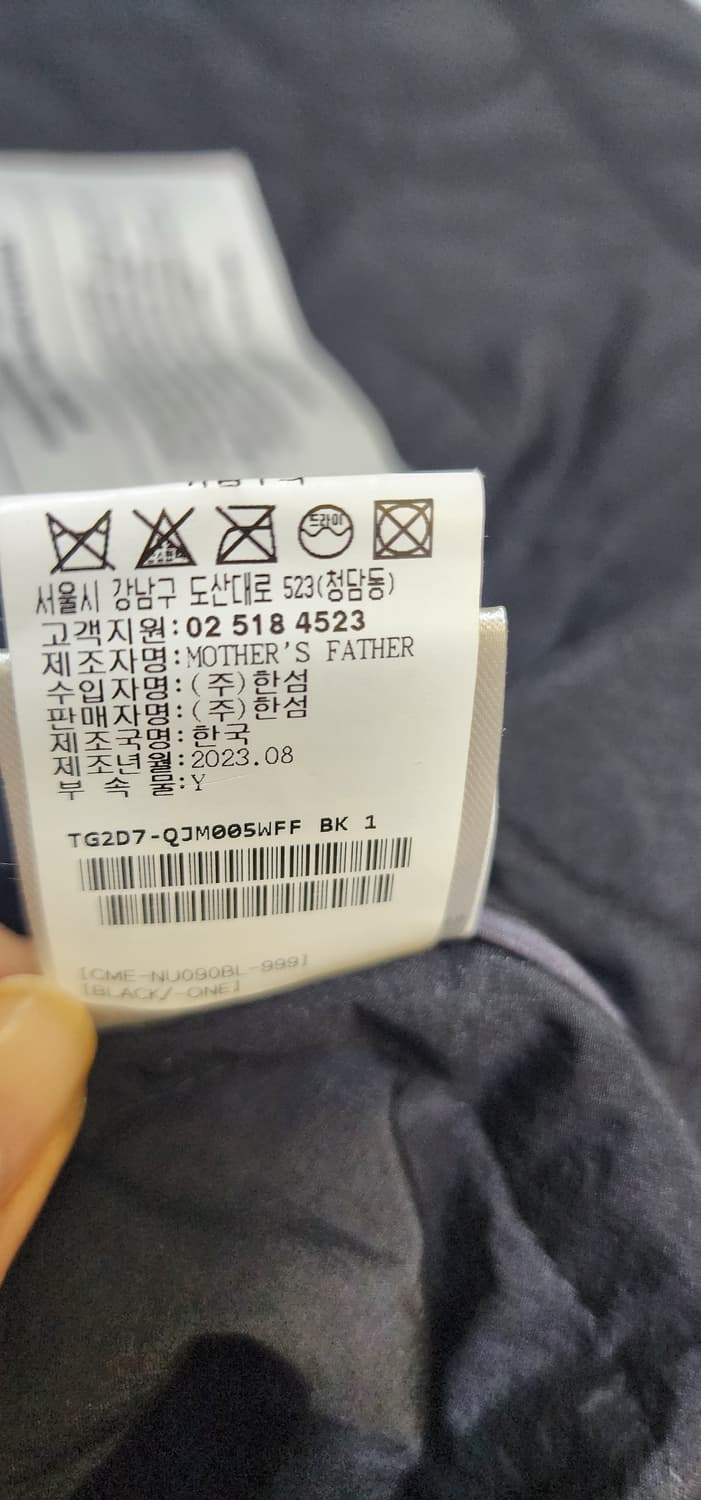 드라이
서울시 강남구 도산대로 523(청담동)
고객지원:02 518 4523
제조자명:MOTHER'S FATHER
수입자명:(주)한섬
판매자명:(주)한섬
제조국명:한국
제조년월:2023.08
부 속 물:Y
TG2D7-QJM005WFF BK 1
[CME-NU090BL-999]
[BLACK/-ONE]